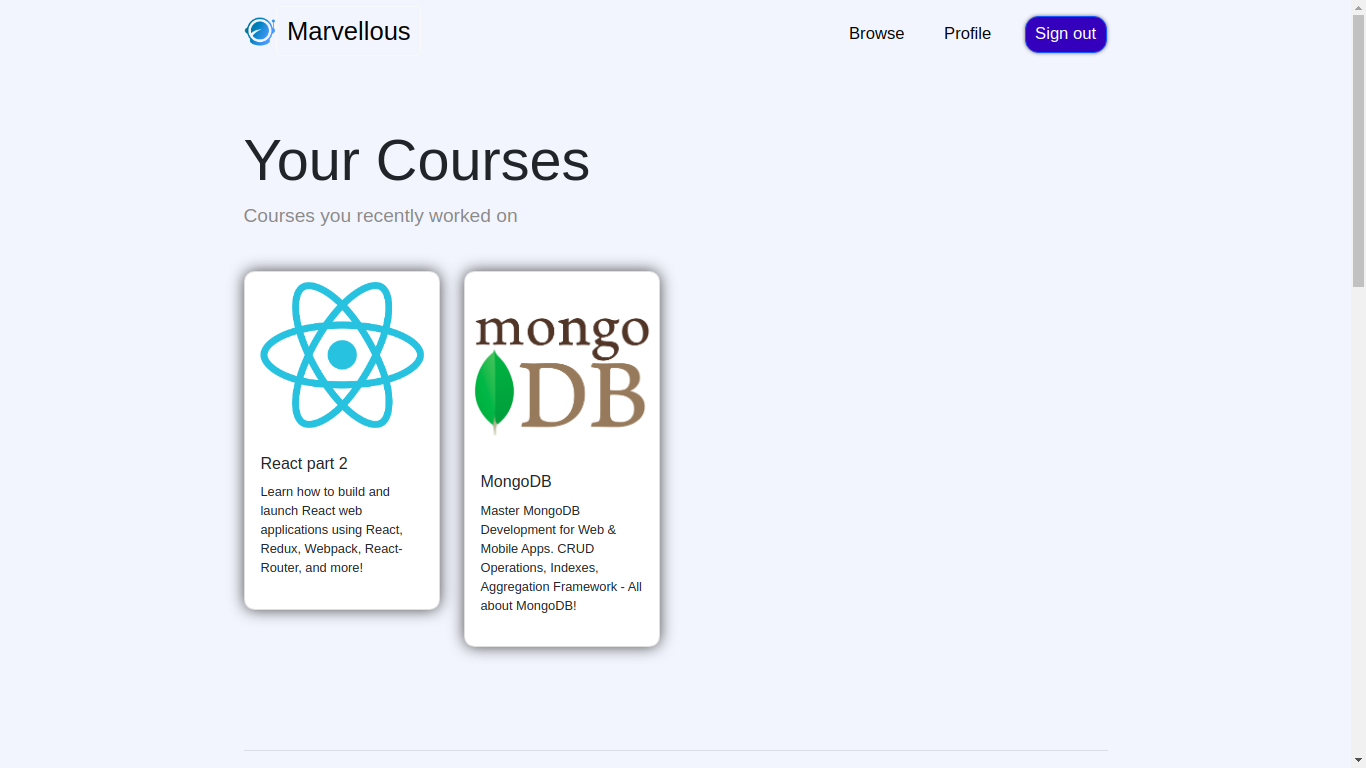 Marvellous
Browse
Profile
Sign out
Your Courses
Courses you recently worked on
React part 2
Learn how to build and
launch React web
applications using React,
Redux, Webpack, React-
Router, and more!
mongo
DB
MongoDB
Master MongoDB
Development for Web &
Mobile Apps. CRUD
Operations, Indexes,
Aggregation Framework - All
about MongoDB!